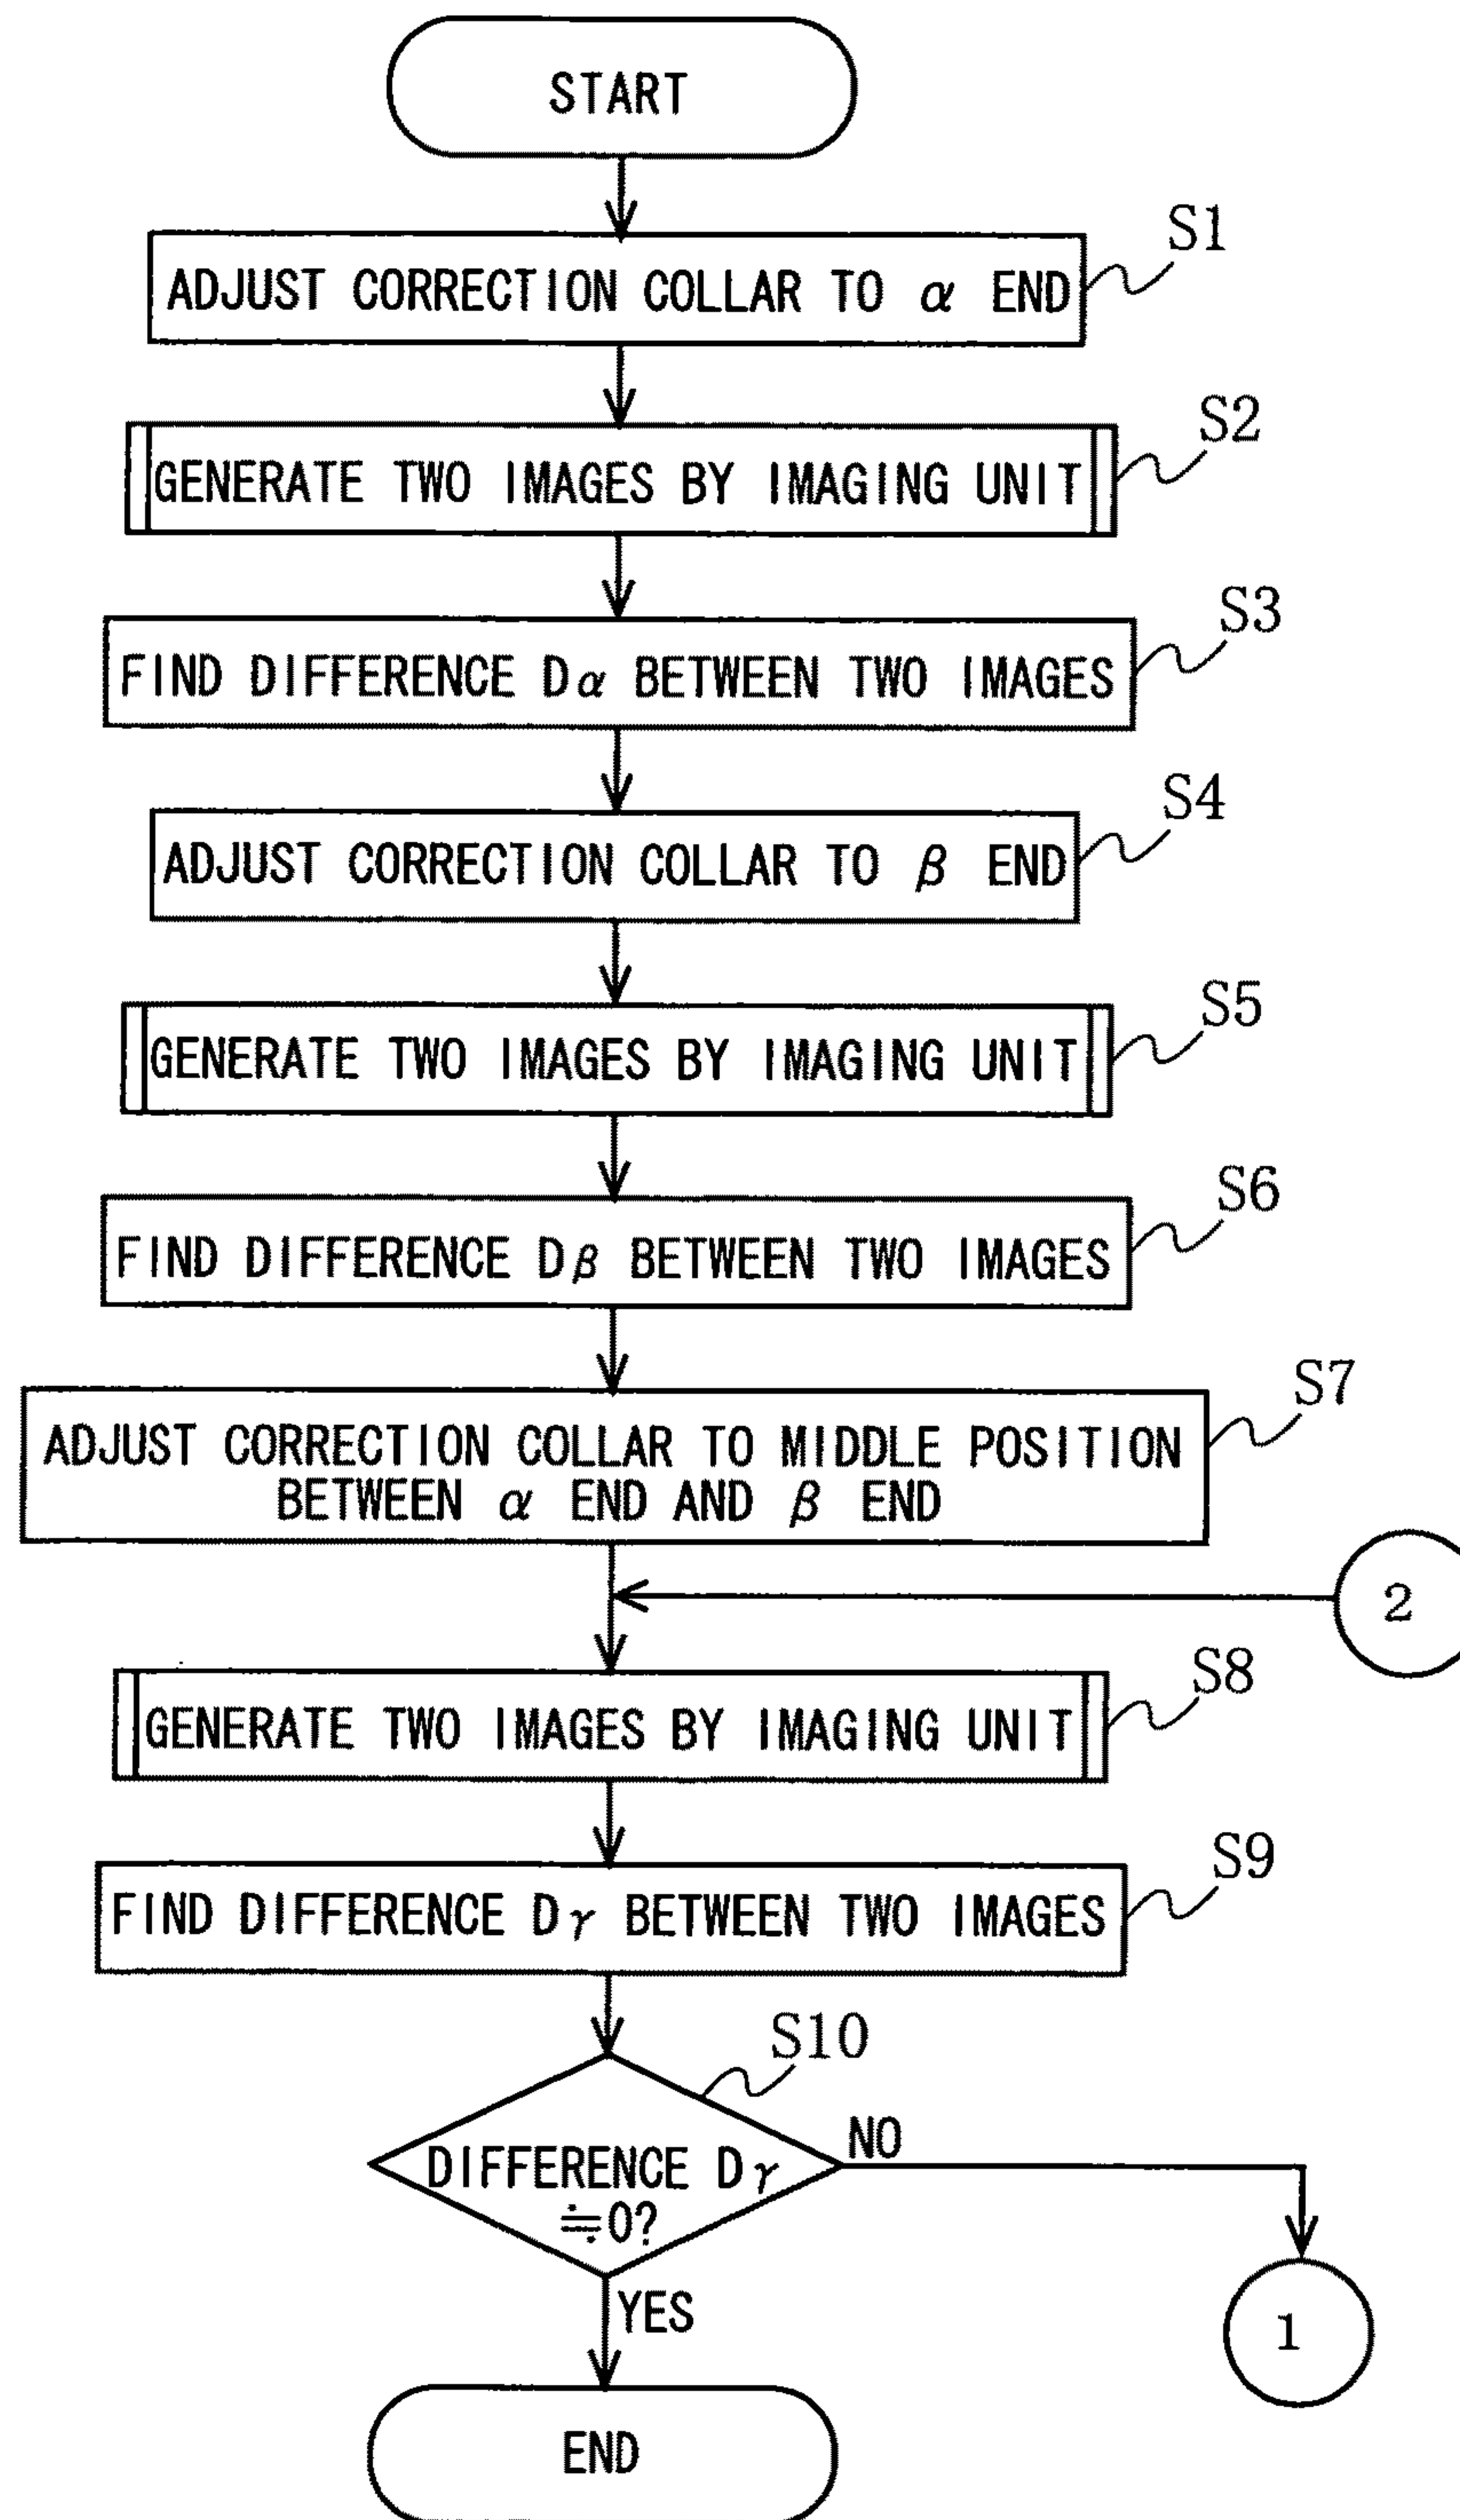 START
S1
ADJUST CORRECTION COLLAR TO α END
S2
GENERATE TWO IMAGES BY IMAGING UNIT
S3
FIND DIFFERENCE Dα BETWEEN TWO IMAGES
S4
ADJUST CORRECTION COLLAR TO β END
S5
GENERATE TWO IMAGES BY IMAGING UNIT
S6
FIND DIFFERENCE Dβ BETWEEN TWO IMAGES
S7
ADJUST CORRECTION COLLAR TO MIDDLE POSITION
BETWEEN α END AND β END
2
S8
GENERATE TWO IMAGES BY IMAGING UNIT
S9
FIND DIFFERENCE Dγ BETWEEN TWO IMAGES
S10
DIFFERENCE Dγ
≒0?
NO
YES
1
END